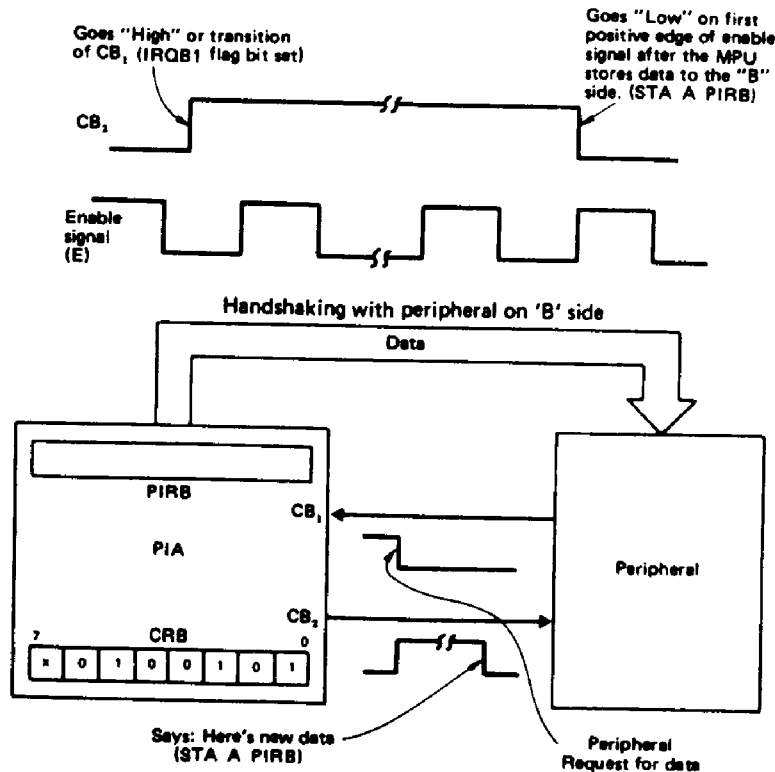 Goes "High" or transition
of CB₁ (IRQB1 flag bit set)
Goes "Low" on first
positive edge of enable
signal after the MPU
stores data to the "B"
side. (STA A PIRB)
CB₂
Enable
signal
(E)
Handshaking with peripheral on 'B' side
Data
PIRB
CB₁
PIA
Peripheral
CB₂
7 CRB 0
x 0 1 0 0 1 0 1
Says: Here's new data
(STA A PIRB)
Peripheral
Request for data